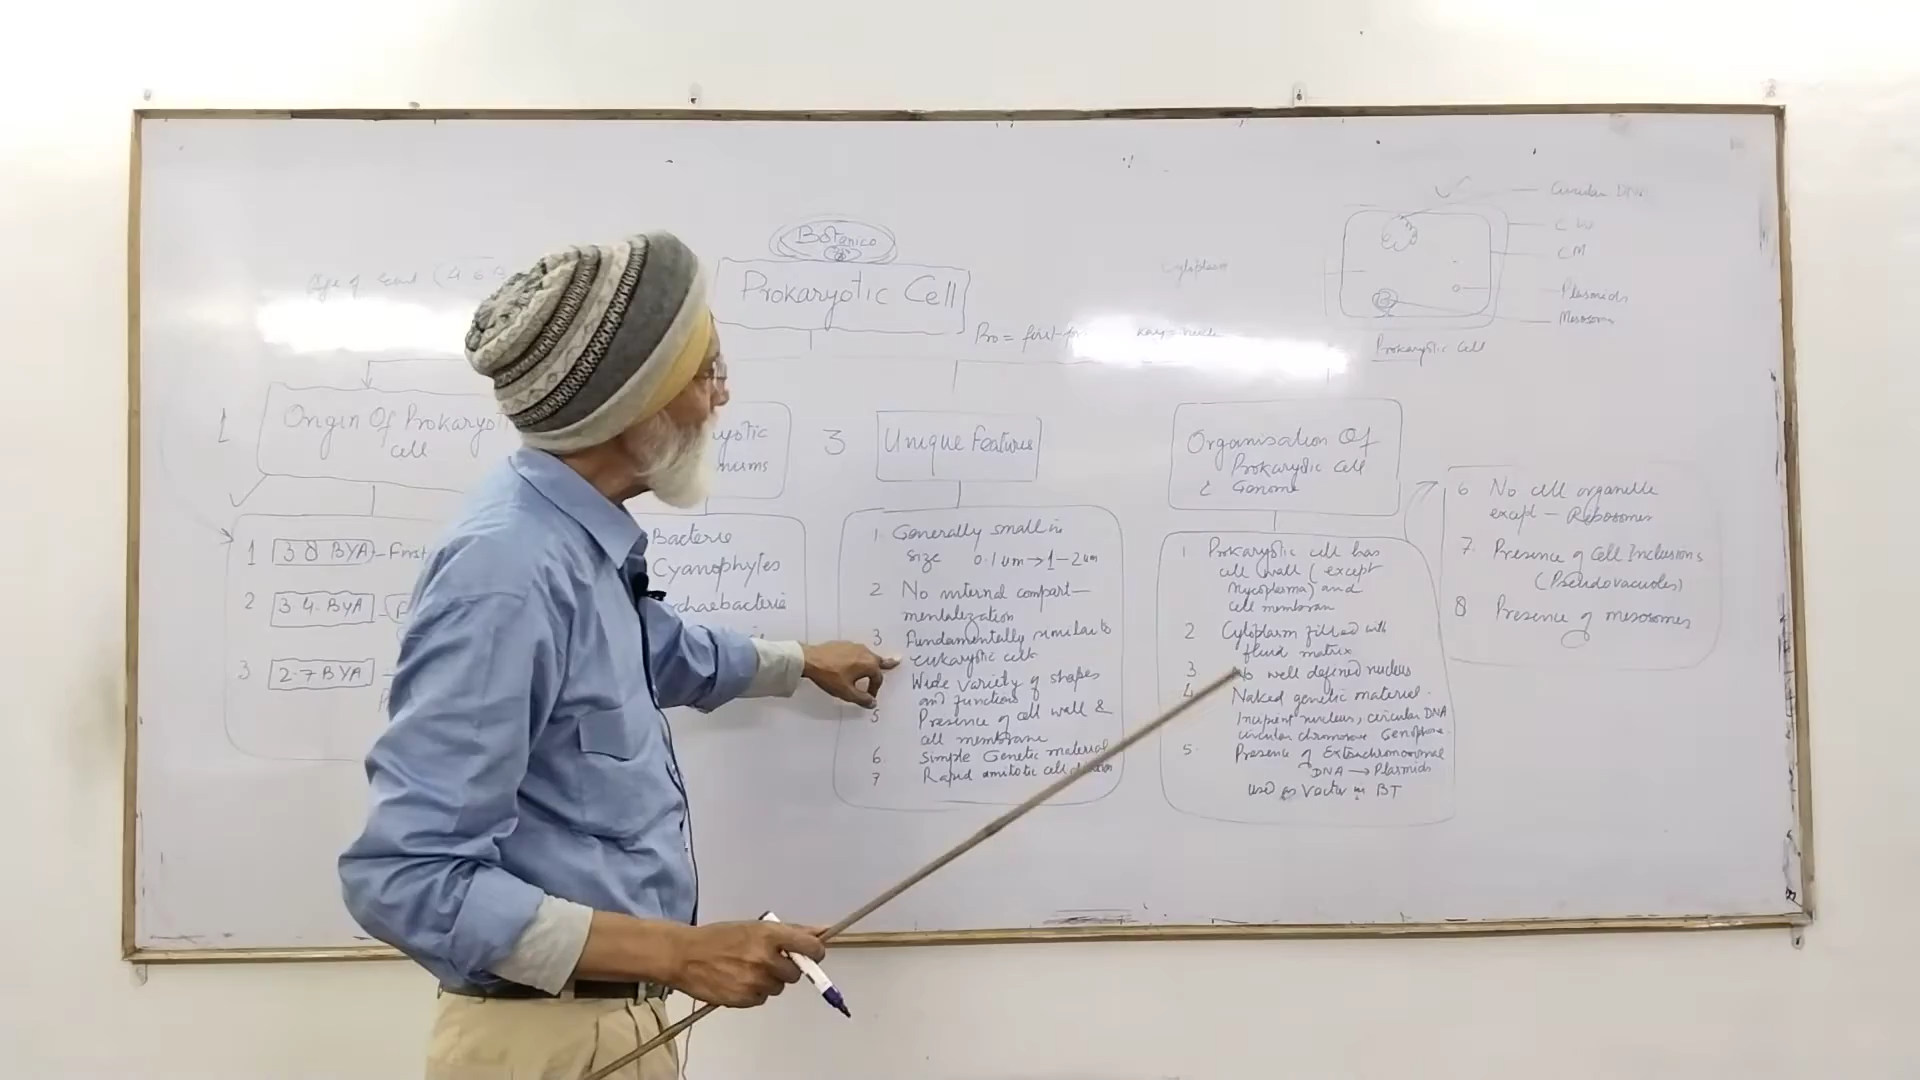 Botanica
Prokaryotic Cell
Age of
Pro = first
Cytoplasm
Circular DNA
C W
C M
Plasmids
Mesosome
Prokaryotic Cell
1
Origin Of Prokaryotic
cell
1 3.8 BYA - First
2 3.4 BYA
3 2.7 BYA
Bacteria
Cyanophytes
3
Unique Features
1 Generally small in
size 0.1um → 1-2um
2 No internal compart-
mentalization
3 Fundamentally similar to
eukaryotic cells
Wide variety of shapes
and functions
5 Presence of cell wall &
cell membrane
6 Simple Genetic material
7 Rapid amitotic cell division
Organisation Of
Prokaryotic Cell
& Genome
1 Prokaryotic cell has
cell wall (except
Mycoplasma) and
cell membran
2 Cytoplasm filled with
fluid matrix
3 No well defined nucleus
4 Naked genetic material.
Incipient nucleus, circular DNA
circular chromosome Genophore.
5. Presence of Extrachromosomal
DNA → Plasmids
used as Vector in BT
6 No cell organelle
except - Ribosomes
7. Presence of Cell Inclusions
(Pseudovacuoles)
8 Presence of mesosomes